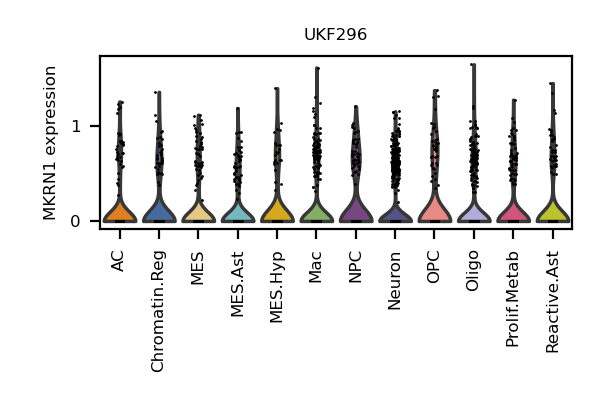 UKF296
MKRN1 expression
1
0
AC
Chromatin.Reg
MES
MES.Ast
MES.Hyp
Mac
NPC
Neuron
OPC
Oligo
Prolif.Metab
Reactive.Ast